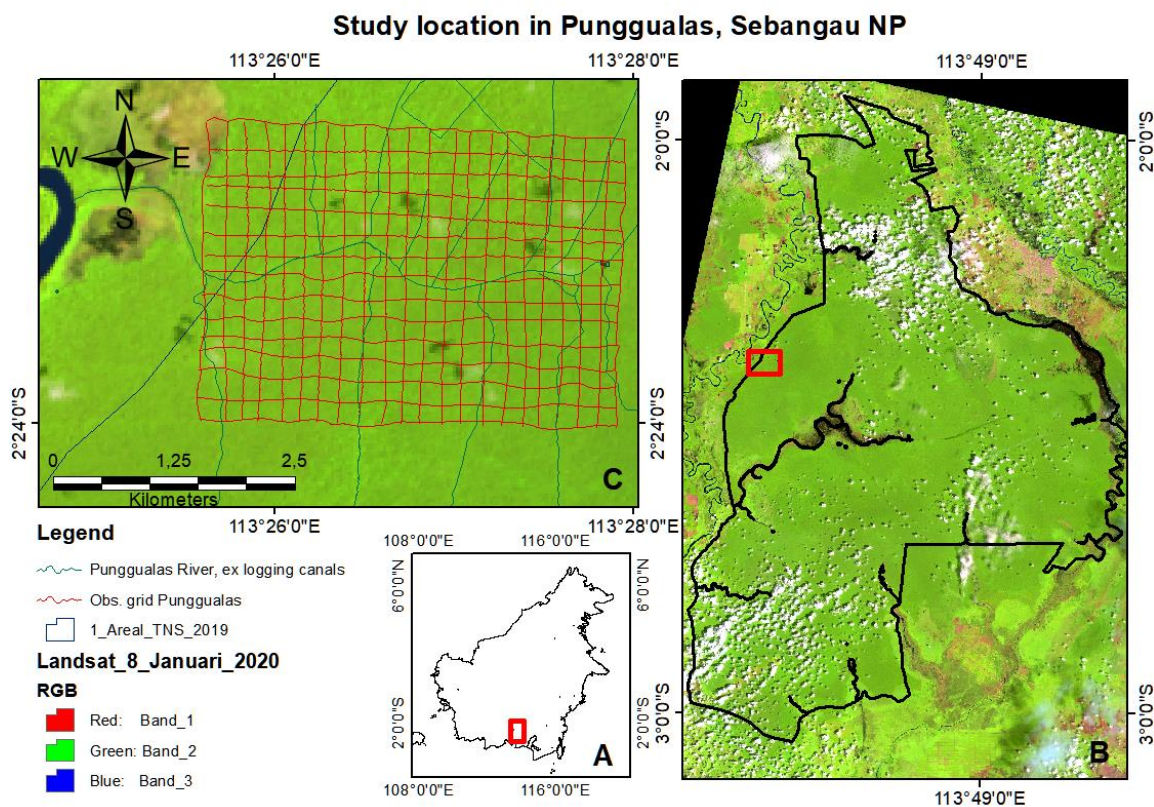 Study location in Punggualas, Sebangau NP
113°26'0"E
113°28'0"E
113°49'0"E
N
W
E
S
2°24'0"S
0
1,25
2,5
Kilometers
C
113°26'0"E
113°28'0"E
2°0'0"S
2°24'0"S
3°0'0"S
2°0'0"S
2°24'0"S
3°0'0"S
B
113°49'0"E
Legend
Punggualas River, ex logging canals
Obs. grid Punggualas
1_Areal_TNS_2019
Landsat_8_Januari_2020
RGB
Red: Band_1
Green: Band_2
Blue: Band_3
108°0'0"E
116°0'0"E
6°0'0"N
2°0'0"S
6°0'0"N
2°0'0"S
A
108°0'0"E
116°0'0"E